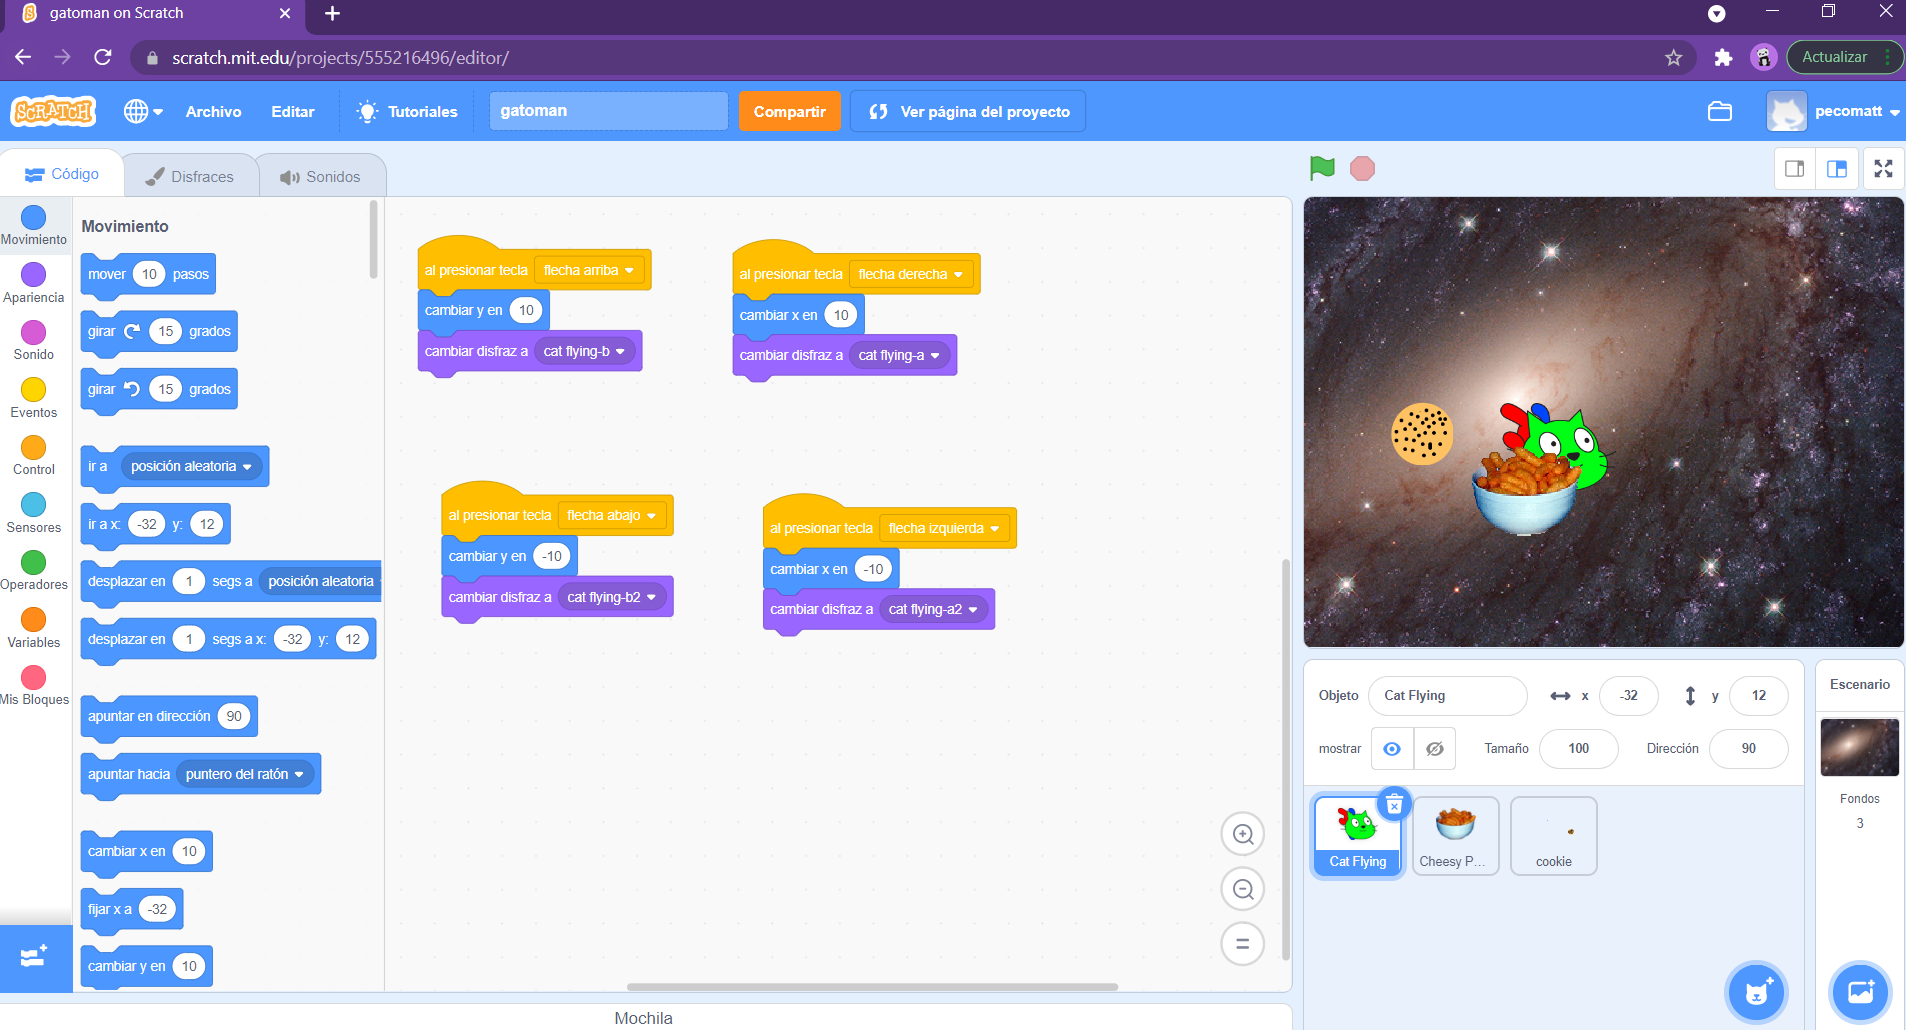 gatoman on Scratch
scratch.mit.edu/projects/555216496/editor/
Actualizar
SCRATCH
Archivo
Editar
Tutoriales
gatoman
Compartir
Ver página del proyecto
pecomatt
Código
Disfraces
Sonidos
Movimiento
Apariencia
Sonido
Eventos
Control
Sensores
Operadores
Variables
Mis Bloques
Movimiento
mover 10 pasos
girar 15 grados
girar 15 grados
ir a posición aleatoria
ir a x: -32 y: 12
desplazar en 1 segs a posición aleatoria
desplazar en 1 segs a x: -32 y: 12
apuntar en dirección 90
apuntar hacia puntero del ratón
cambiar x en 10
fijar x a -32
cambiar y en 10
al presionar tecla flecha arriba
cambiar y en 10
cambiar disfraz a cat flying-b
al presionar tecla flecha derecha
cambiar x en 10
cambiar disfraz a cat flying-a
al presionar tecla flecha abajo
cambiar y en -10
cambiar disfraz a cat flying-b2
al presionar tecla flecha izquierda
cambiar x en -10
cambiar disfraz a cat flying-a2
Mochila
Objeto Cat Flying x -32 y 12
mostrar Tamaño 100 Dirección 90
Cat Flying
Cheesy P...
cookie
Escenario
Fondos
3